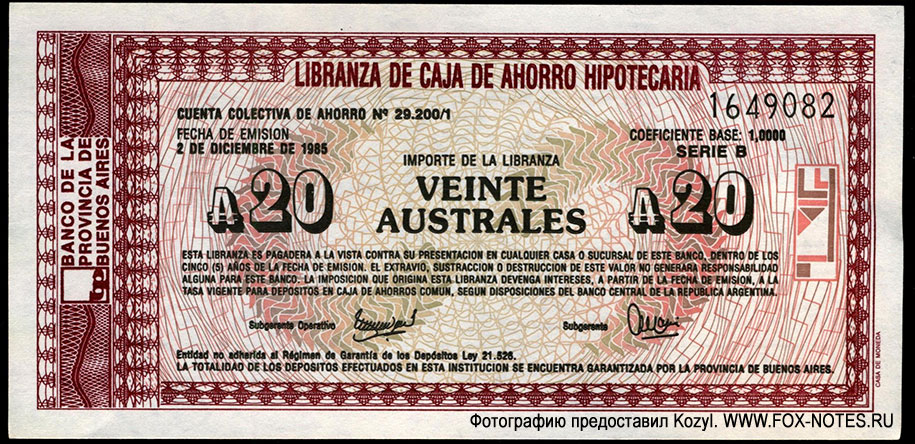 LIBRANZA DE CAJA DE AHORRO HIPOTECARIA
1649082
CUENTA COLECTIVA DE AHORRO Nº 29.200/1
FECHA DE EMISION
2 DE DICIEMBRE DE 1985
COEFICIENTE BASE: 1,0000
SERIE B
BANCO DE LA
PROVINCIA DE
BUENOS AIRES
IMPORTE DE LA LIBRANZA
₳20 VEINTE ₳20
AUSTRALES
ESTA LIBRANZA ES PAGADERA A LA VISTA CONTRA SU PRESENTACION EN CUALQUIER CASA O SUCURSAL DE ESTE BANCO, DENTRO DE LOS
CINCO (5) AÑOS DE LA FECHA DE EMISION. EL EXTRAVIO, SUSTRACCION O DESTRUCCION DE ESTE VALOR NO GENERARA RESPONSABILIDAD
ALGUNA PARA ESTE BANCO: LA IMPOSICION QUE ORIGINA ESTA LIBRANZA DEVENGA INTERESES, A PARTIR DE LA FECHA DE EMISION, A LA
TASA VIGENTE PARA DEPOSITOS EN CAJA DE AHORROS COMUN, SEGUN DISPOSICIONES DEL BANCO CENTRAL DE LA REPUBLICA ARGENTINA.
Subgerente Operativo
Subgerente
Entidad no adherida al Régimen de Garantía de los Depósitos Ley 21.526.
LA TOTALIDAD DE LOS DEPOSITOS EFECTUADOS EN ESTA INSTITUCION SE ENCUENTRA GARANTIZADA POR LA PROVINCIA DE BUENOS AIRES.
CASA DE MONEDA
Фотографию предоставил Kozyl. WWW.FOX-NOTES.RU